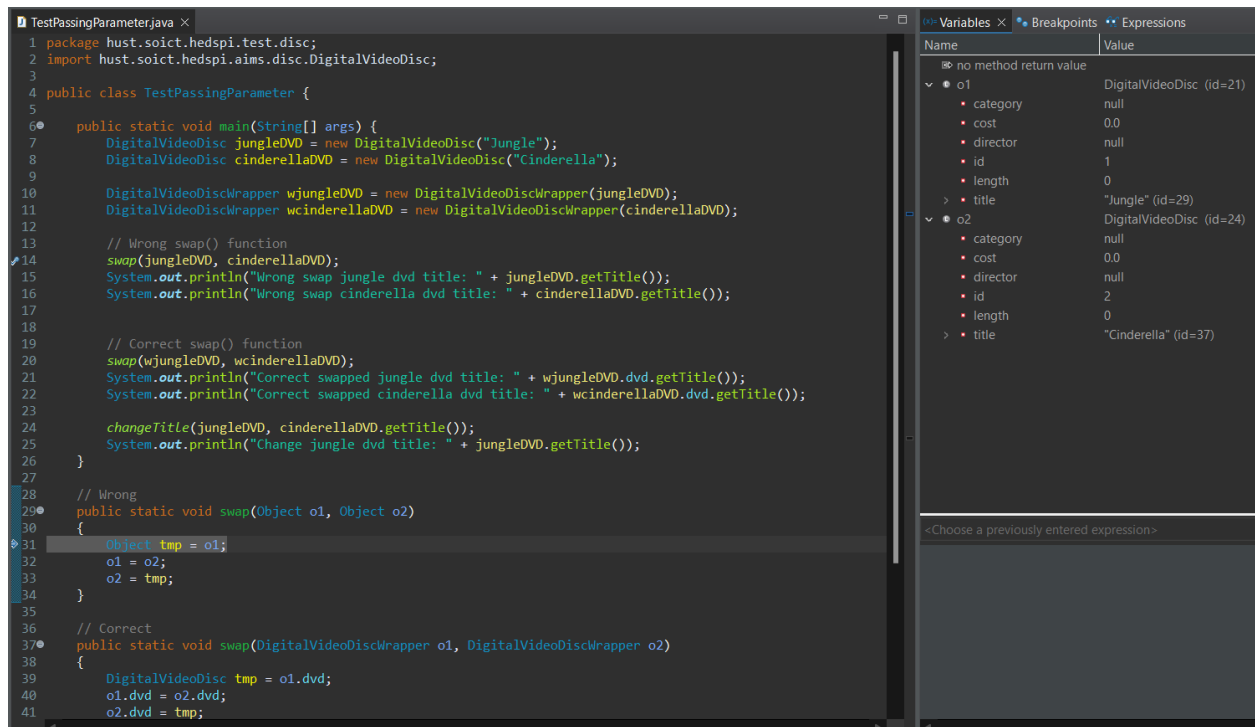 TestPassingParameter.java
1 package hust.soict.hedspi.test.disc;
2 import hust.soict.hedspi.aims.disc.DigitalVideoDisc;
3
4 public class TestPassingParameter {
5
6 public static void main(String[] args) {
7 DigitalVideoDisc jungleDVD = new DigitalVideoDisc("Jungle");
8 DigitalVideoDisc cinderellaDVD = new DigitalVideoDisc("Cinderella");
9
10 DigitalVideoDiscWrapper wjungleDVD = new DigitalVideoDiscWrapper(jungleDVD);
11 DigitalVideoDiscWrapper wcinderellaDVD = new DigitalVideoDiscWrapper(cinderellaDVD);
12
13 // Wrong swap() function
14 swap(jungleDVD, cinderellaDVD);
15 System.out.println("Wrong swap jungle dvd title: " + jungleDVD.getTitle());
16 System.out.println("Wrong swap cinderella dvd title: " + cinderellaDVD.getTitle());
17
18
19 // Correct swap() function
20 swap(wjungleDVD, wcinderellaDVD);
21 System.out.println("Correct swapped jungle dvd title: " + wjungleDVD.dvd.getTitle());
22 System.out.println("Correct swapped cinderella dvd title: " + wcinderellaDVD.dvd.getTitle());
23
24 changeTitle(jungleDVD, cinderellaDVD.getTitle());
25 System.out.println("Change jungle dvd title: " + jungleDVD.getTitle());
26 }
27
28 // Wrong
29 public static void swap(Object o1, Object o2)
30 {
31 Object tmp = o1;
32 o1 = o2;
33 o2 = tmp;
34 }
35
36 // Correct
37 public static void swap(DigitalVideoDiscWrapper o1, DigitalVideoDiscWrapper o2)
38 {
39 DigitalVideoDisc tmp = o1.dvd;
40 o1.dvd = o2.dvd;
41 o2.dvd = tmp;
(x)= Variables Breakpoints Expressions
Name Value
no method return value
o1 DigitalVideoDisc (id=21)
category null
cost 0.0
director null
id 1
length 0
title "Jungle" (id=29)
o2 DigitalVideoDisc (id=24)
category null
cost 0.0
director null
id 2
length 0
title "Cinderella" (id=37)
<Choose a previously entered expression>